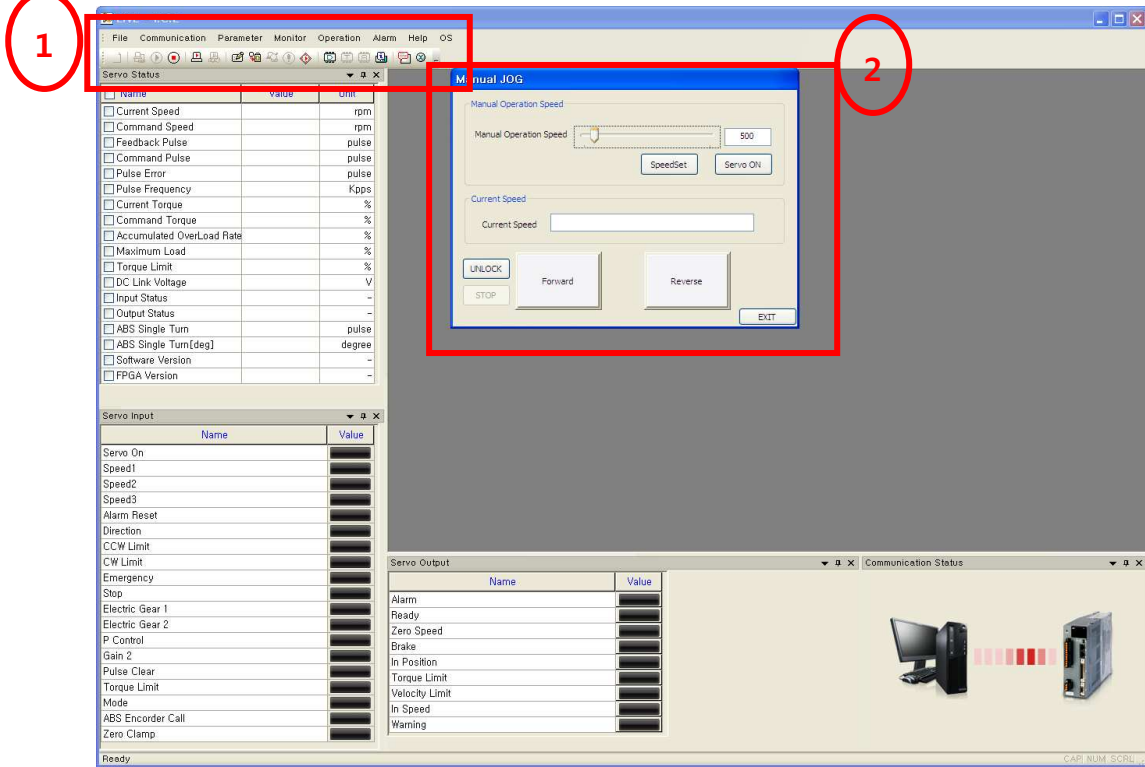 1
File Communication Parameter Monitor Operation Alarm Help OS
Servo Status
Name Value Unit
Current Speed rpm
Command Speed rpm
Feedback Pulse pulse
Command Pulse pulse
Pulse Error pulse
Pulse Frequency Kpps
Current Torque %
Command Torque %
Accumulated OverLoad Rate %
Maximum Load %
Torque Limit %
DC Link Voltage V
Input Status -
Output Status -
ABS Single Turn pulse
ABS Single Turn[deg] degree
Software Version -
FPGA Version -
2
Manual JOG
Manual Operation Speed
Manual Operation Speed 500
SpeedSet Servo ON
Current Speed
Current Speed
UNLOCK
STOP
Forward
Reverse
EXIT
Servo Input
Name Value
Servo On
Speed1
Speed2
Speed3
Alarm Reset
Direction
CCW Limit
CW Limit
Emergency
Stop
Electric Gear 1
Electric Gear 2
P Control
Gain 2
Pulse Clear
Torque Limit
Mode
ABS Encorder Call
Zero Clamp
Servo Output
Name Value
Alarm
Ready
Zero Speed
Brake
In Position
Torque Limit
Velocity Limit
In Speed
Warning
Communication Status
Ready
CAP NUM SCRL